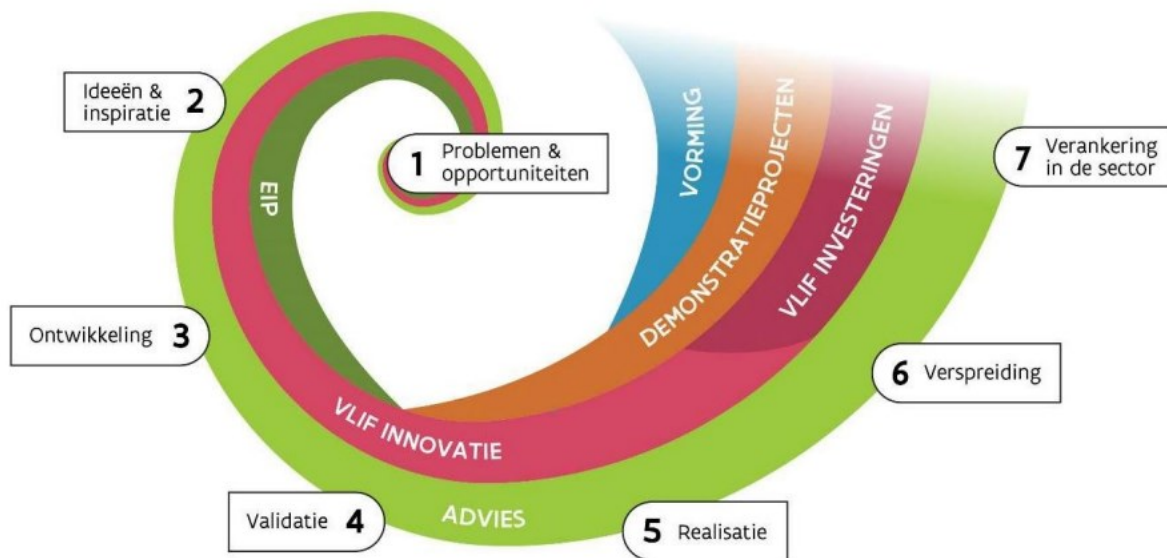 1 Problemen &
opportuniteiten
Ideeën & 2
inspiratie
Ontwikkeling 3
Validatie 4
5 Realisatie
6 Verspreiding
7 Verankering
in de sector
EIP
VLIF INNOVATIE
ADVIES
VORMING
DEMONSTRATIEPROJECTEN
VLIF INVESTERINGEN